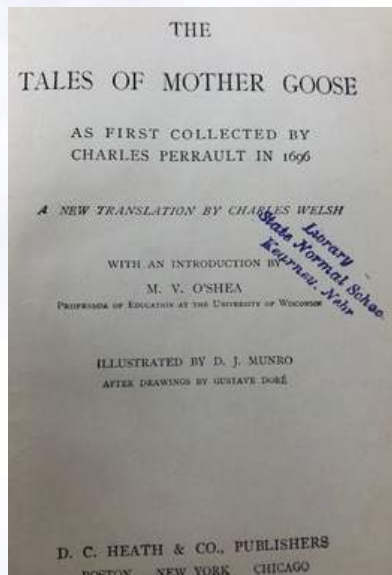 THE
TALES OF MOTHER GOOSE
AS FIRST COLLECTED BY
CHARLES PERRAULT IN 1696
A NEW TRANSLATION BY CHARLES WELSH
Library
State Normal Schoo
Kearney, Nebr
WITH AN INTRODUCTION BY
M. V. O'SHEA
PROFESSOR OF EDUCATION AT THE UNIVERSITY OF WISCONSIN
ILLUSTRATED BY D. J. MUNRO
AFTER DRAWINGS BY GUSTAVE DORÉ
D. C. HEATH & CO., PUBLISHERS
BOSTON NEW YORK CHICAGO